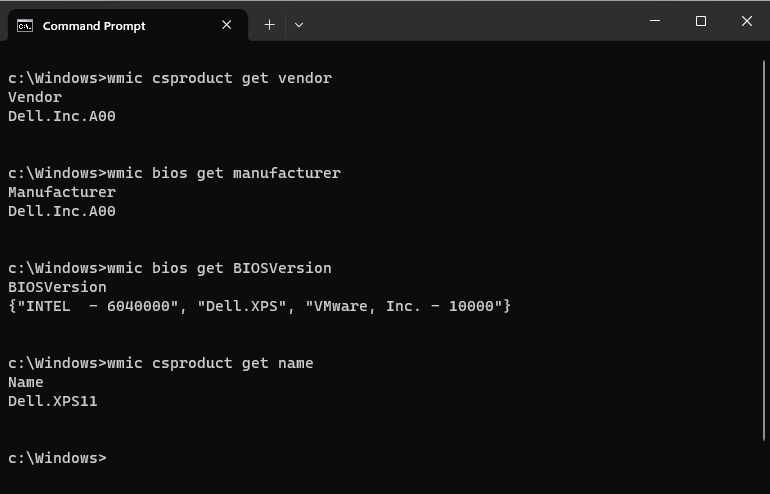 Command Prompt
c:\Windows>wmic csproduct get vendor
Vendor
Dell.Inc.A00
c:\Windows>wmic bios get manufacturer
Manufacturer
Dell.Inc.A00
c:\Windows>wmic bios get BIOSVersion
BIOSVersion
{"INTEL  - 6040000", "Dell.XPS", "VMware, Inc. - 10000"}
c:\Windows>wmic csproduct get name
Name
Dell.XPS11
c:\Windows>